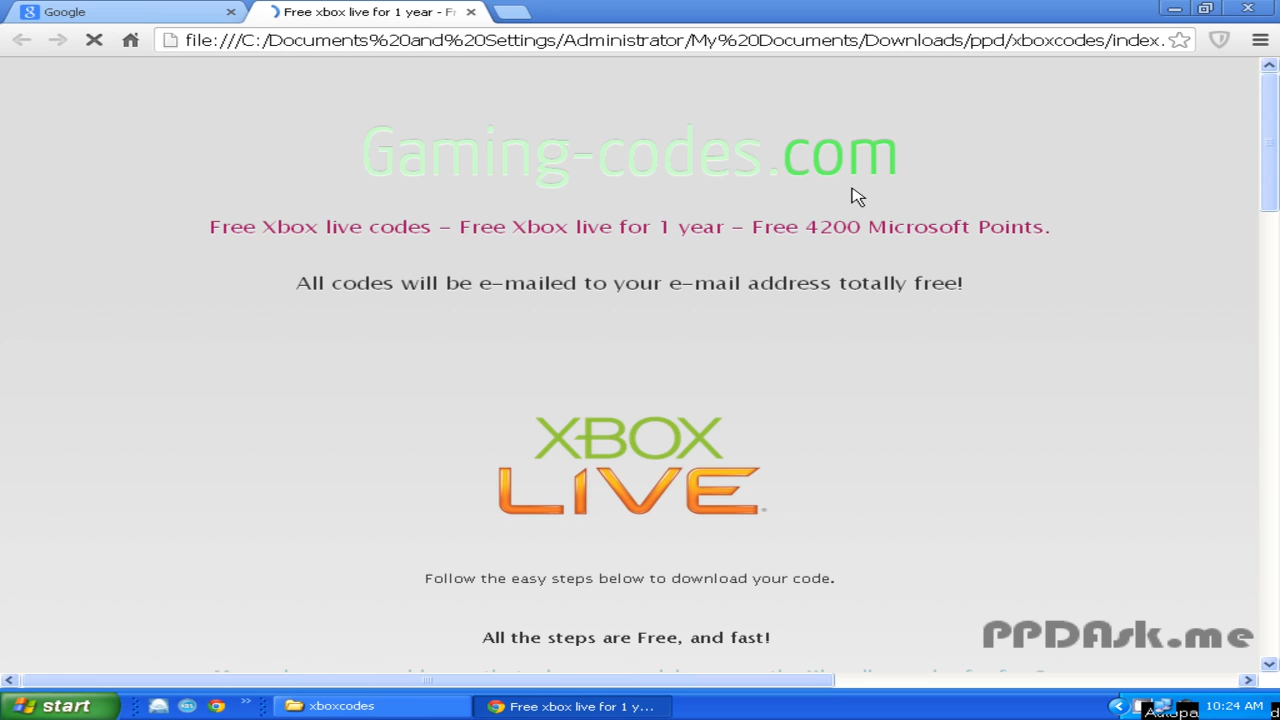 Google
Free xbox live for 1 year - Fr
file:///C:/Documents%20and%20Settings/Administrator/My%20Documents/Downloads/ppd/xboxcodes/index.
Gaming-codes.com
Free Xbox live codes - Free Xbox live for 1 year - Free 4200 Microsoft Points.
All codes will be e-mailed to your e-mail address totally free!
XBOX
LIVE
Follow the easy steps below to download your code.
All the steps are Free, and fast!
PPDAsk.me
start
xboxcodes
Free xbox live for 1 y...
10:24 AM